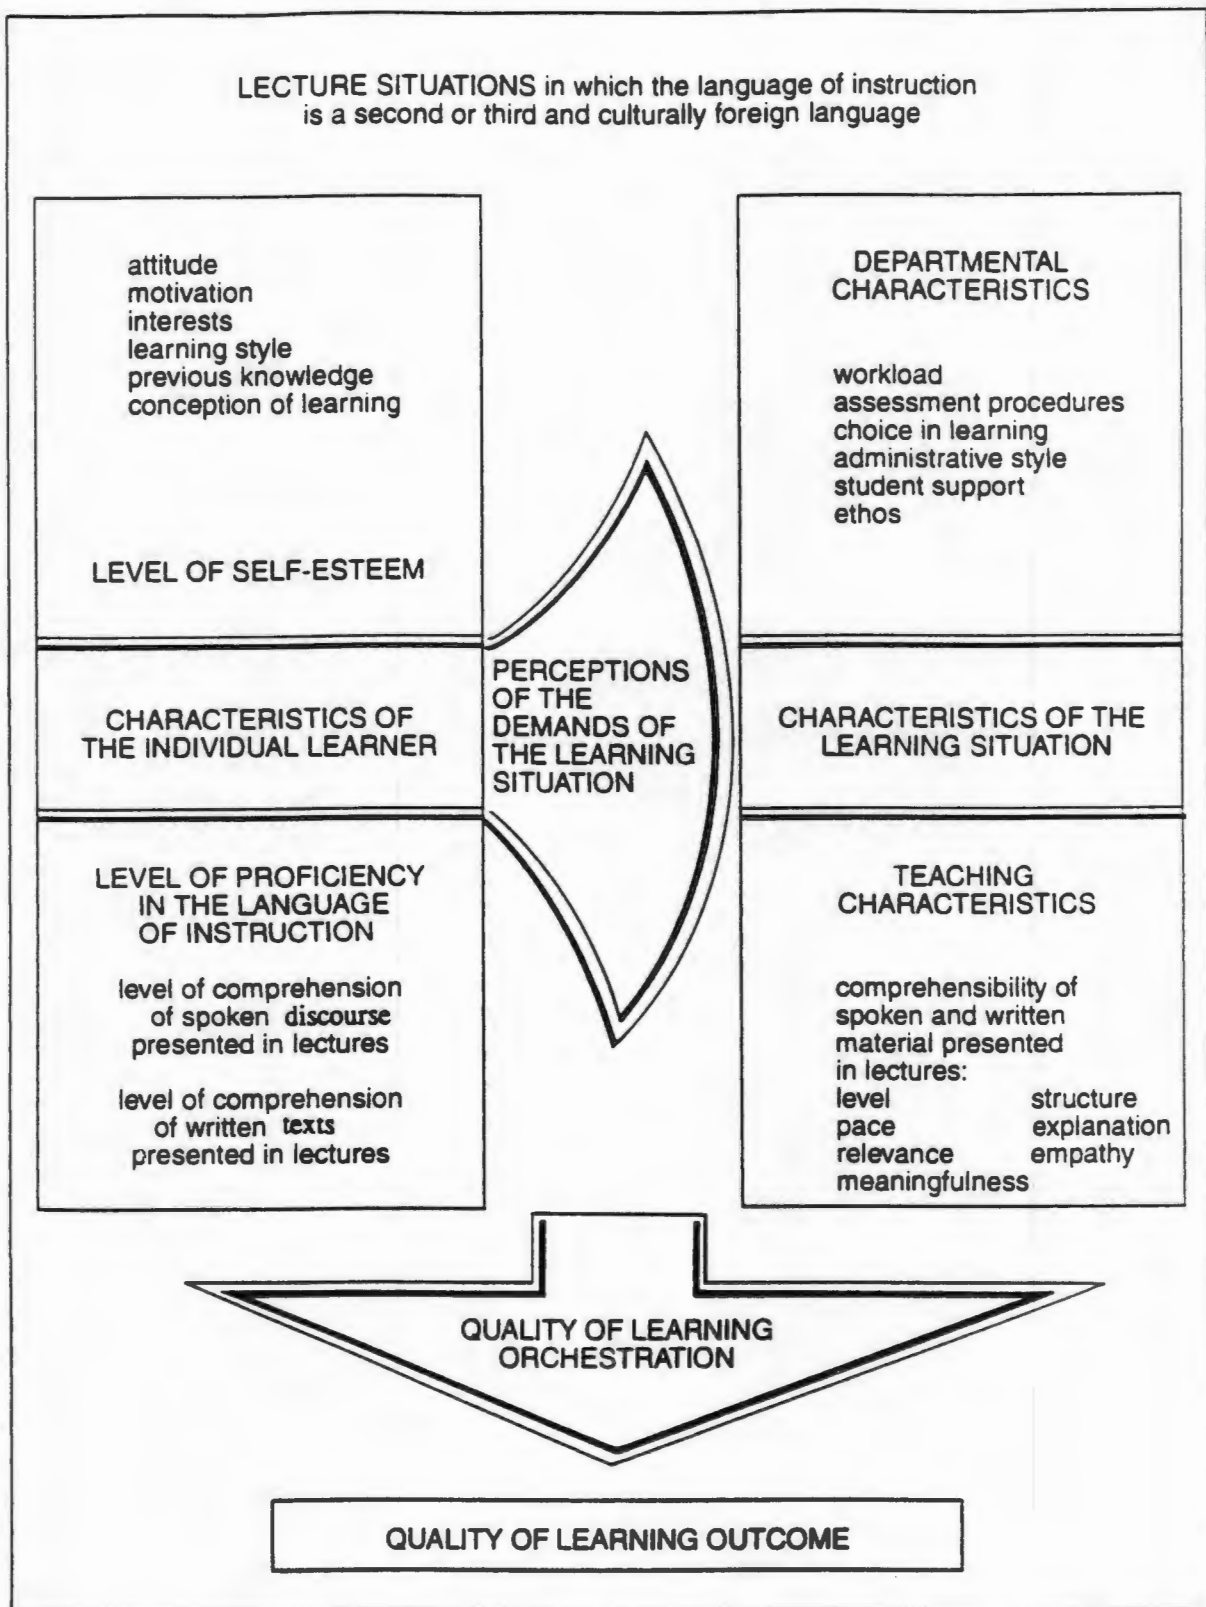 LECTURE SITUATIONS in which the language of instruction
is a second or third and culturally foreign language
attitude
motivation
interests
learning style
previous knowledge
conception of learning
LEVEL OF SELF-ESTEEM
CHARACTERISTICS OF
THE INDIVIDUAL LEARNER
LEVEL OF PROFICIENCY
IN THE LANGUAGE
OF INSTRUCTION
level of comprehension
of spoken discourse
presented in lectures
level of comprehension
of written texts
presented in lectures
PERCEPTIONS
OF THE
DEMANDS OF
THE LEARNING
SITUATION
DEPARTMENTAL
CHARACTERISTICS
workload
assessment procedures
choice in learning
administrative style
student support
ethos
CHARACTERISTICS OF THE
LEARNING SITUATION
TEACHING
CHARACTERISTICS
comprehensibility of
spoken and written
material presented
in lectures:
level structure
pace explanation
relevance empathy
meaningfulness
QUALITY OF LEARNING
ORCHESTRATION
QUALITY OF LEARNING OUTCOME